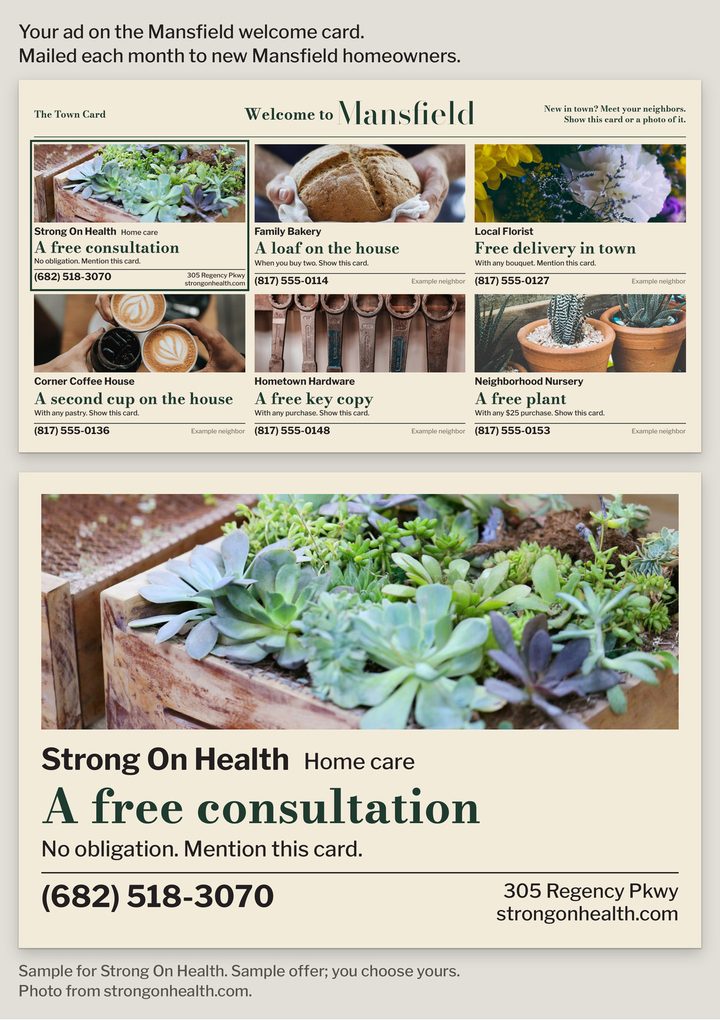 Your ad on the Mansfield welcome card.
Mailed each month to new Mansfield homeowners.
The Town Card
Welcome to Mansfield
New in town? Meet your neighbors.
Show this card or a photo of it.
Strong On Health Home care
A free consultation
No obligation. Mention this card.
(682) 518-3070
305 Regency Pkwy
strongonhealth.com
Family Bakery
A loaf on the house
When you buy two. Show this card.
(817) 555-0114
Example neighbor
Local Florist
Free delivery in town
With any bouquet. Mention this card.
(817) 555-0127
Example neighbor
Corner Coffee House
A second cup on the house
With any pastry. Show this card.
(817) 555-0136
Example neighbor
Hometown Hardware
A free key copy
With any purchase. Show this card.
(817) 555-0148
Example neighbor
Neighborhood Nursery
A free plant
With any $25 purchase. Show this card.
(817) 555-0153
Example neighbor
Strong On Health Home care
A free consultation
No obligation. Mention this card.
(682) 518-3070
305 Regency Pkwy
strongonhealth.com
Sample for Strong On Health. Sample offer; you choose yours.
Photo from strongonhealth.com.